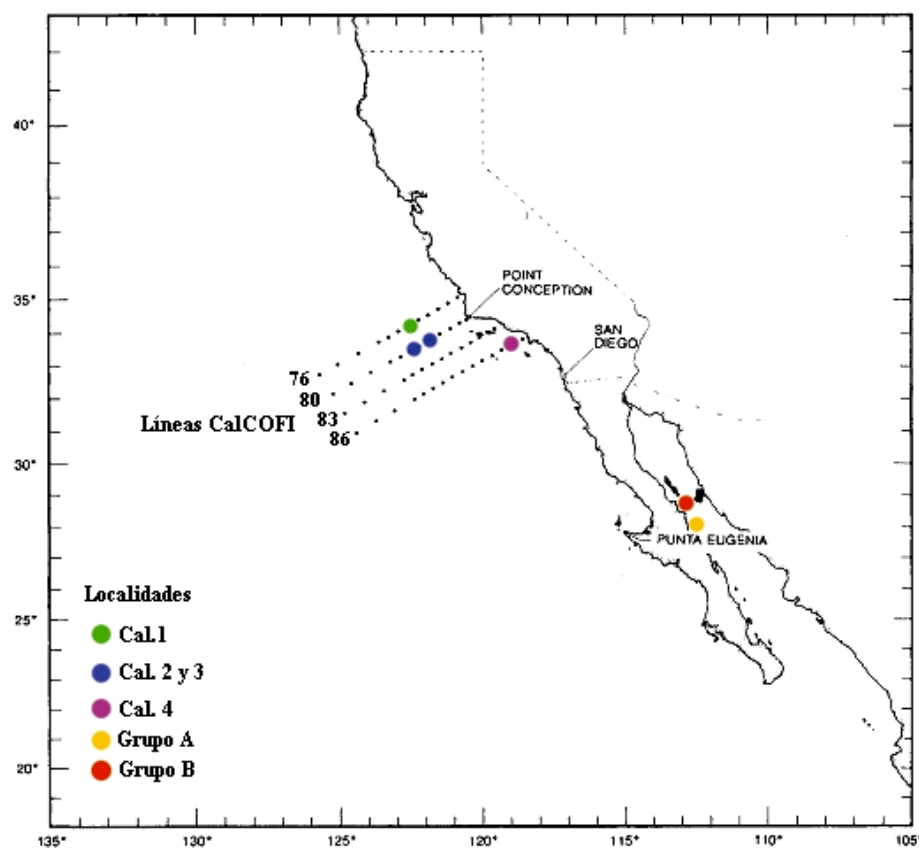 40°
35°
30°
25°
20°
135°
130°
125°
120°
115°
110°
105°
POINT
CONCEPTION
SAN
DIEGO
PUNTA EUGENIA
76
80
83
86
Líneas CalCOFI
Localidades
Cal.1
Cal. 2 y 3
Cal. 4
Grupo A
Grupo B